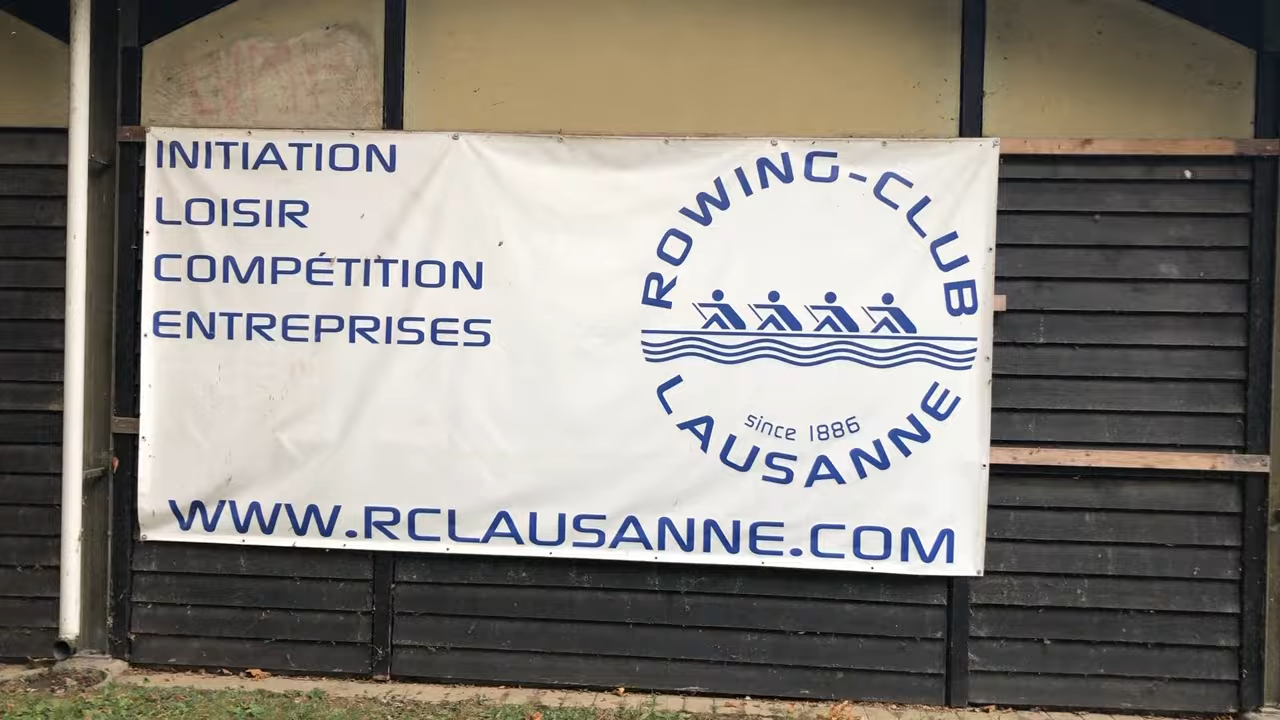 INITIATION
LOISIR
COMPÉTITION
ENTREPRISES
ROWING-CLUB
since 1886
LAUSANNE
WWW.RCLAUSANNE.COM